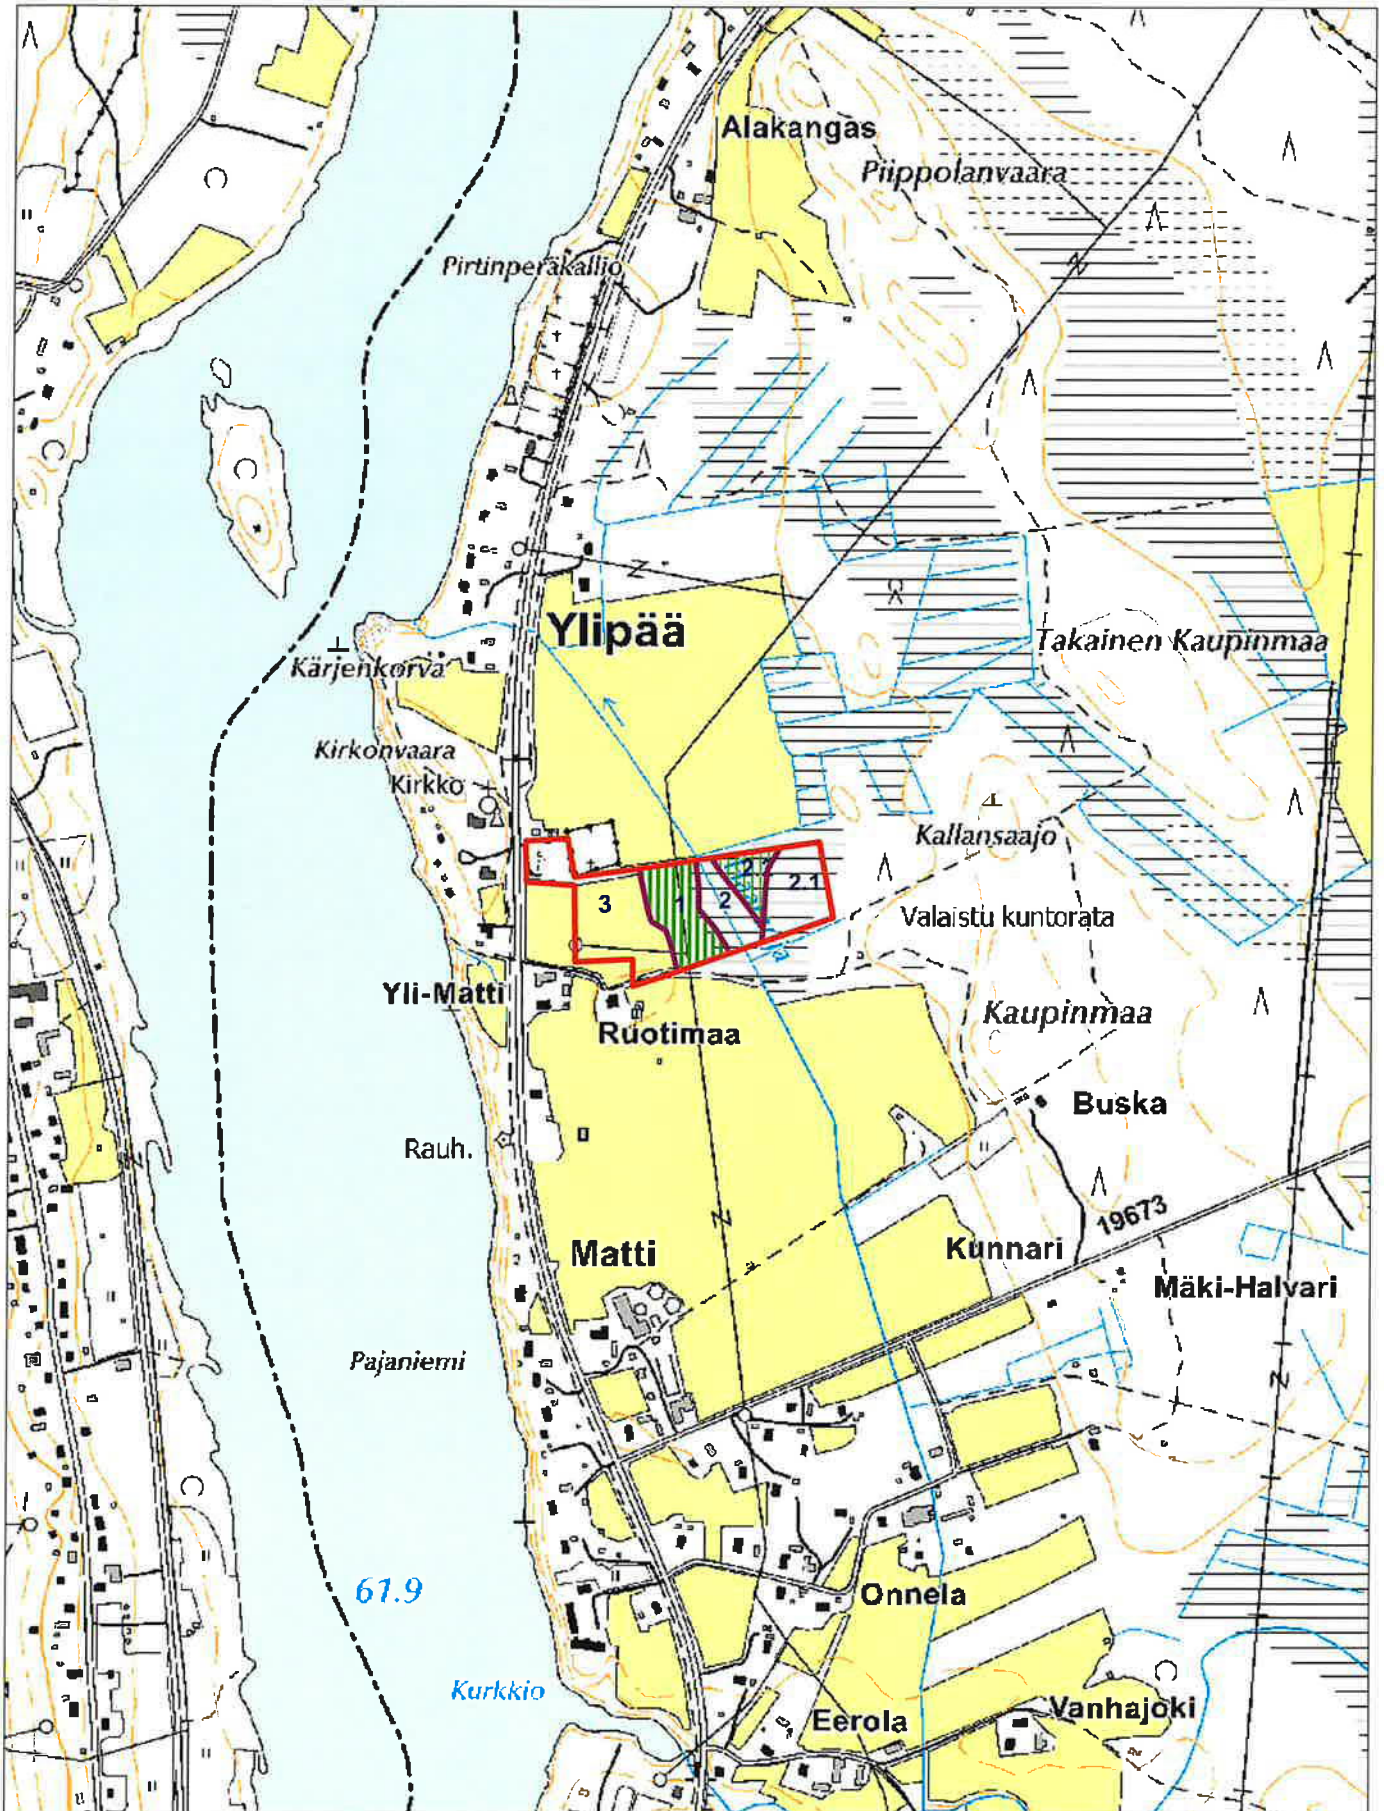 Alakangas
Piippolanvaara
Pirtinperäkallio
Ylipää
Takainen Kaupinmaa
Kärjenkorva
Kirkonvaara
Kirkko
Kallansaajo
2
2.1
3
1
2
Valaistu kuntorata
Yli-Matti
Kaupinmaa
Ruotimaa
Buska
Rauh.
19673
Matti
Kunnari
Mäki-Halvari
Pajaniemi
61.9
Onnela
Kurkkio
Vanhajoki
Eerola